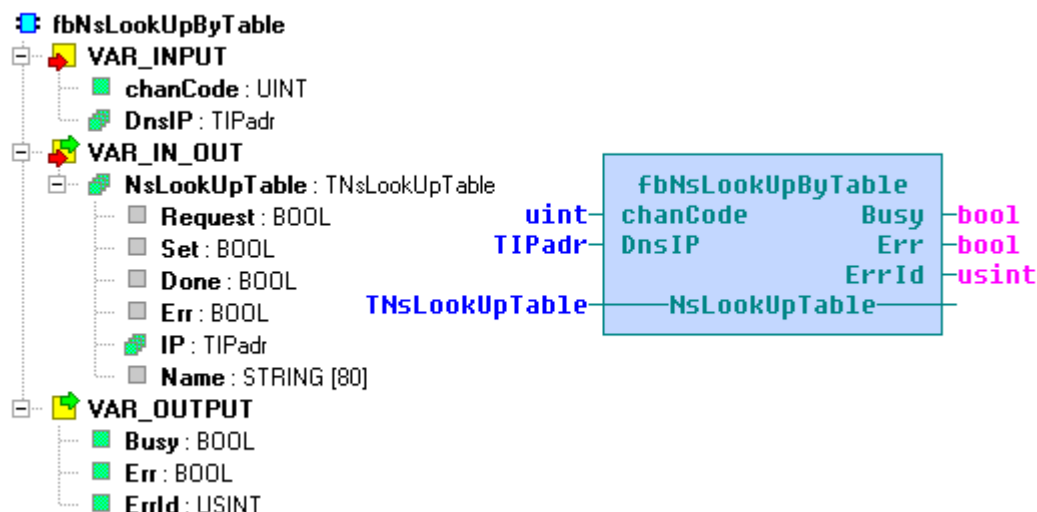 fbNsLookUpByTable
VAR_INPUT
chanCode : UINT
DnsIP : TIPadr
VAR_IN_OUT
NsLookUpTable : TNsLookUpTable
Request : BOOL
Set : BOOL
Done : BOOL
Err : BOOL
IP : TIPadr
Name : STRING [80]
VAR_OUTPUT
Busy : BOOL
Err : BOOL
ErrId : USINT
fbNsLookUpByTable
uint chanCode Busy bool
TIPadr DnsIP Err bool
ErrId usint
TNsLookUpTable NsLookUpTable